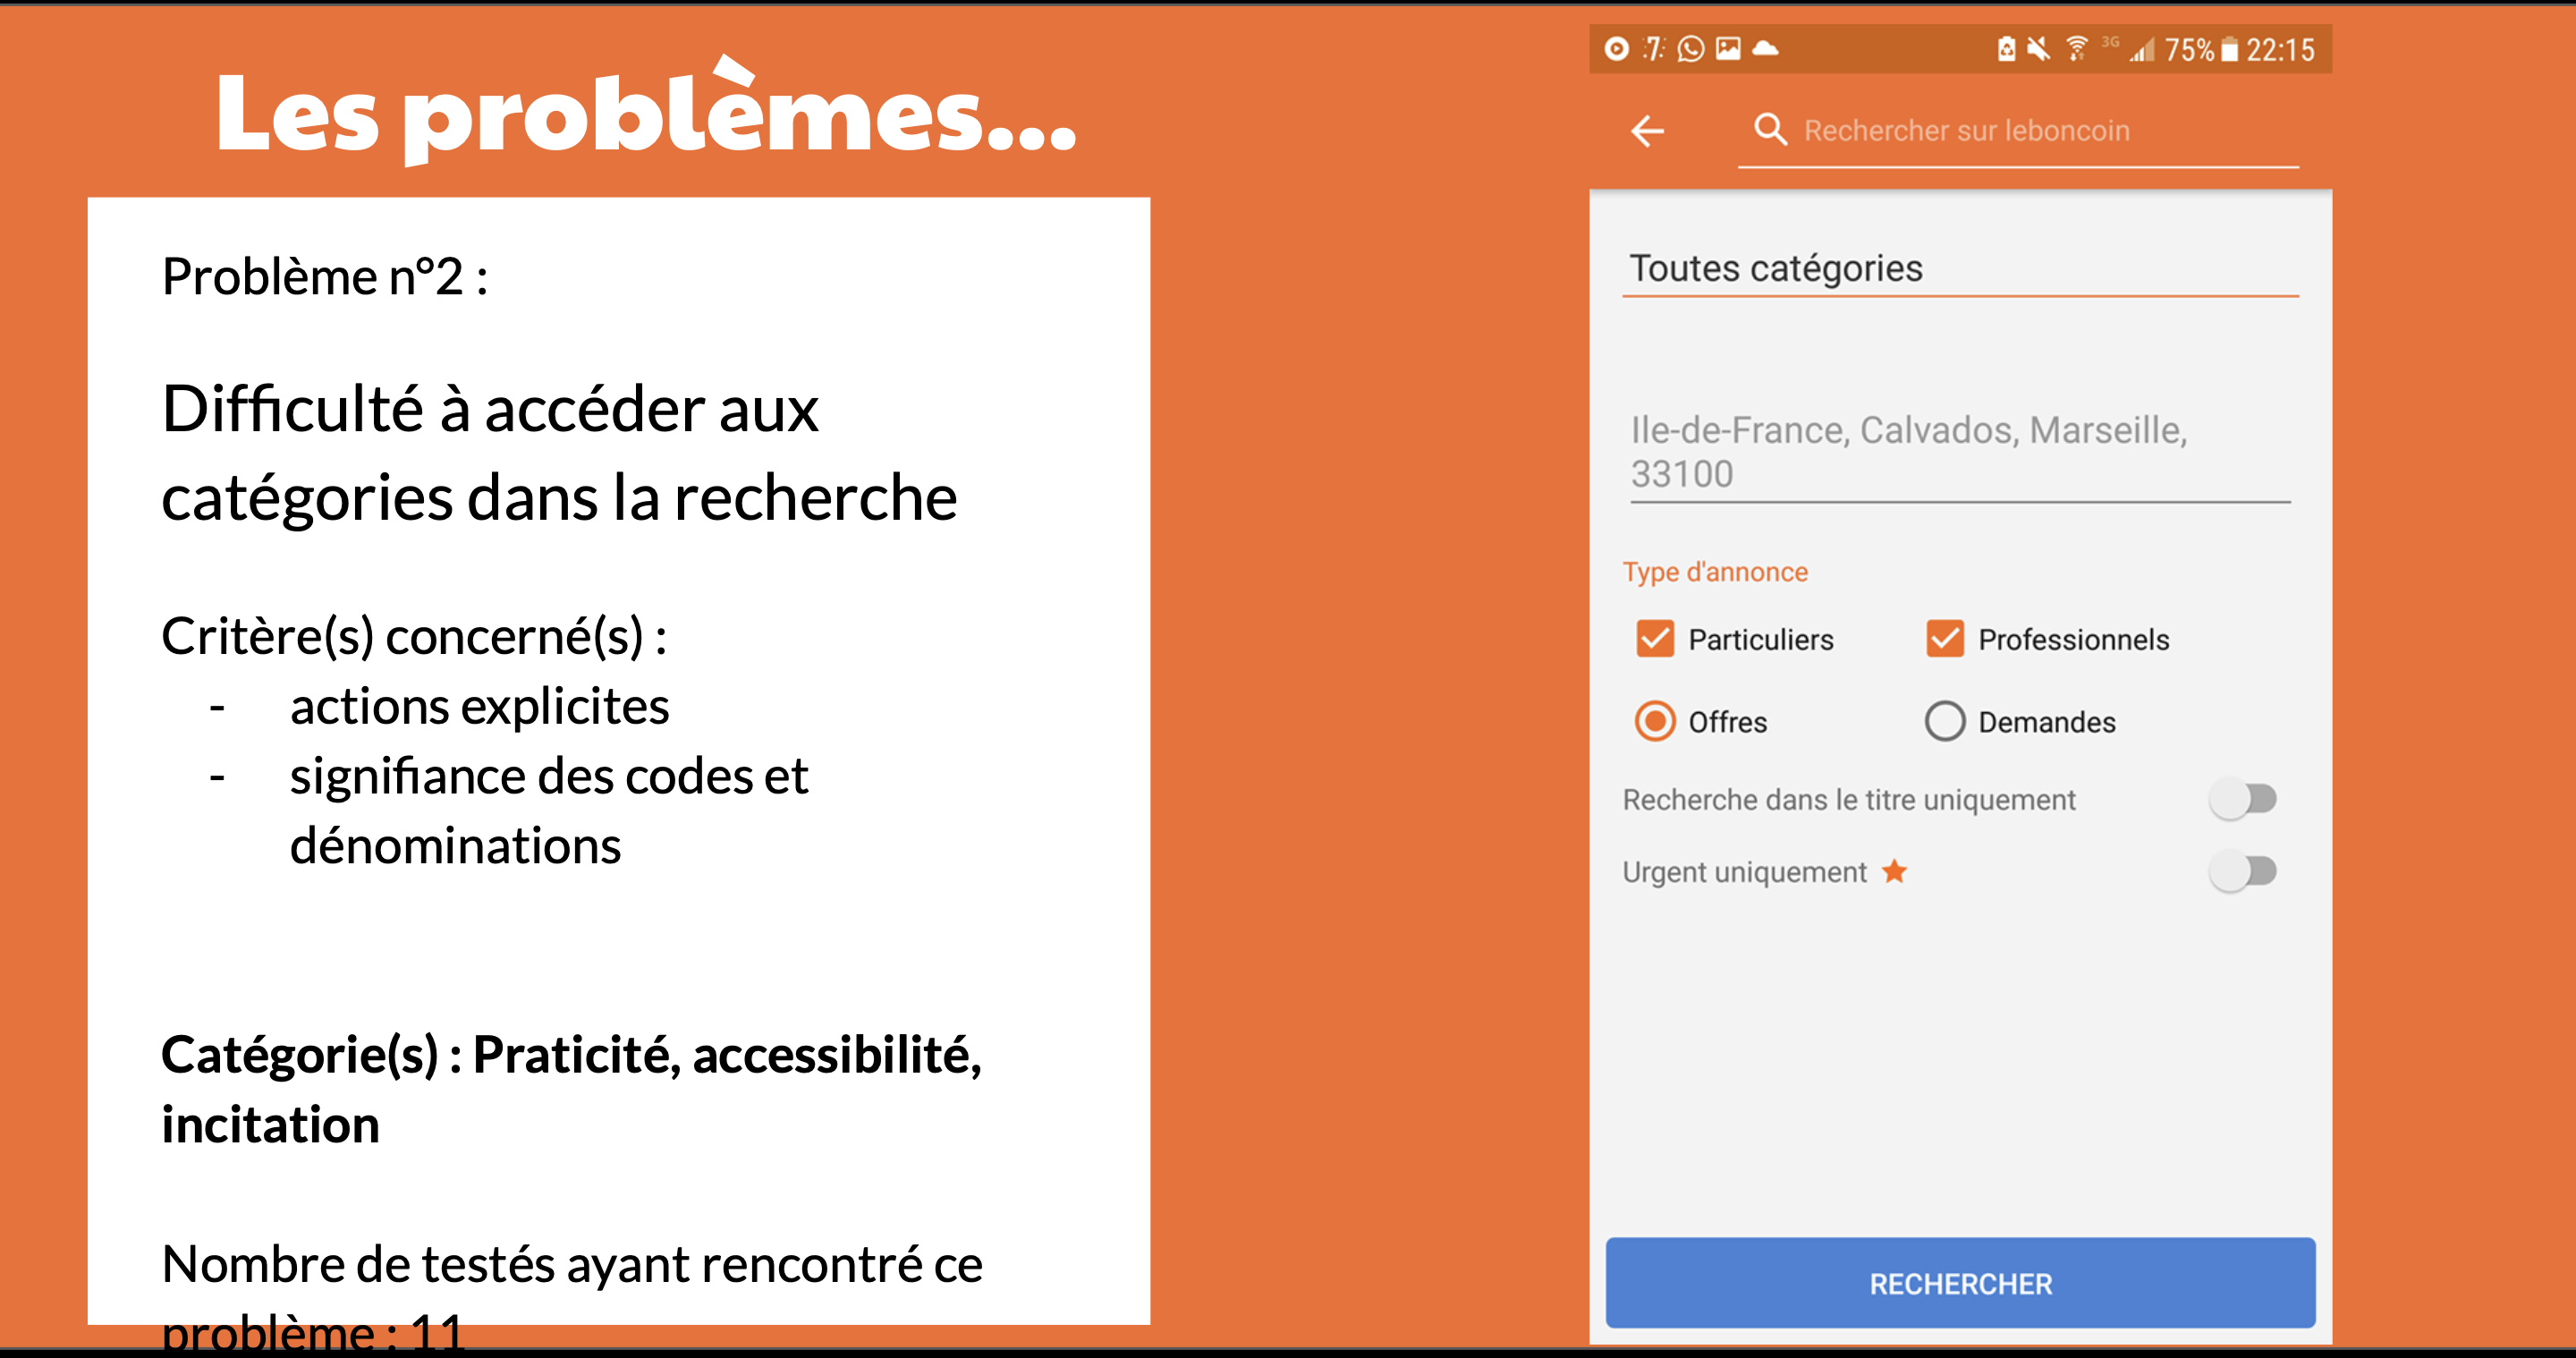 Les problèmes...
Problème n°2 :
Difficulté à accéder aux
catégories dans la recherche
Critère(s) concerné(s) :
- actions explicites
- signifiance des codes et
dénominations
Catégorie(s) : Praticité, accessibilité,
incitation
Nombre de testés ayant rencontré ce
problème : 11
3G 75% 22:15
Rechercher sur leboncoin
Toutes catégories
Ile-de-France, Calvados, Marseille,
33100
Type d'annonce
Particuliers Professionnels
Offres Demandes
Recherche dans le titre uniquement
Urgent uniquement
RECHERCHER